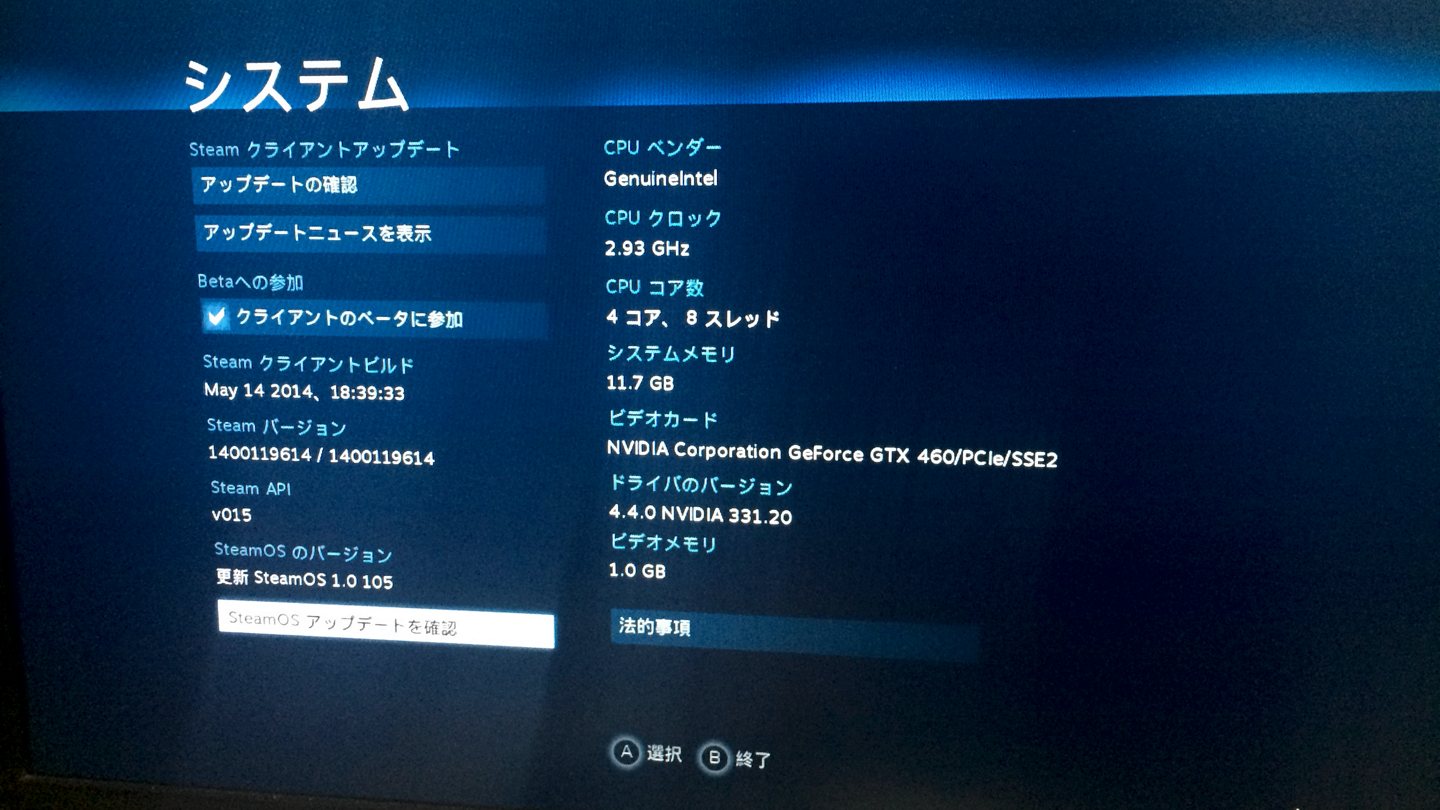 システム
Steam クライアントアップデート
アップデートの確認
アップデートニュースを表示
Betaへの参加
クライアントのベータに参加
Steam クライアントビルド
May 14 2014、18:39:33
Steam バージョン
1400119614 / 1400119614
Steam API
v015
SteamOS のバージョン
更新 SteamOS 1.0 105
SteamOS アップデートを確認
CPU ベンダー
GenuineIntel
CPU クロック
2.93 GHz
CPU コア数
4 コア、 8 スレッド
システムメモリ
11.7 GB
ビデオカード
NVIDIA Corporation GeForce GTX 460/PCIe/SSE2
ドライバのバージョン
4.4.0 NVIDIA 331.20
ビデオメモリ
1.0 GB
法的事項
A 選択 B 終了